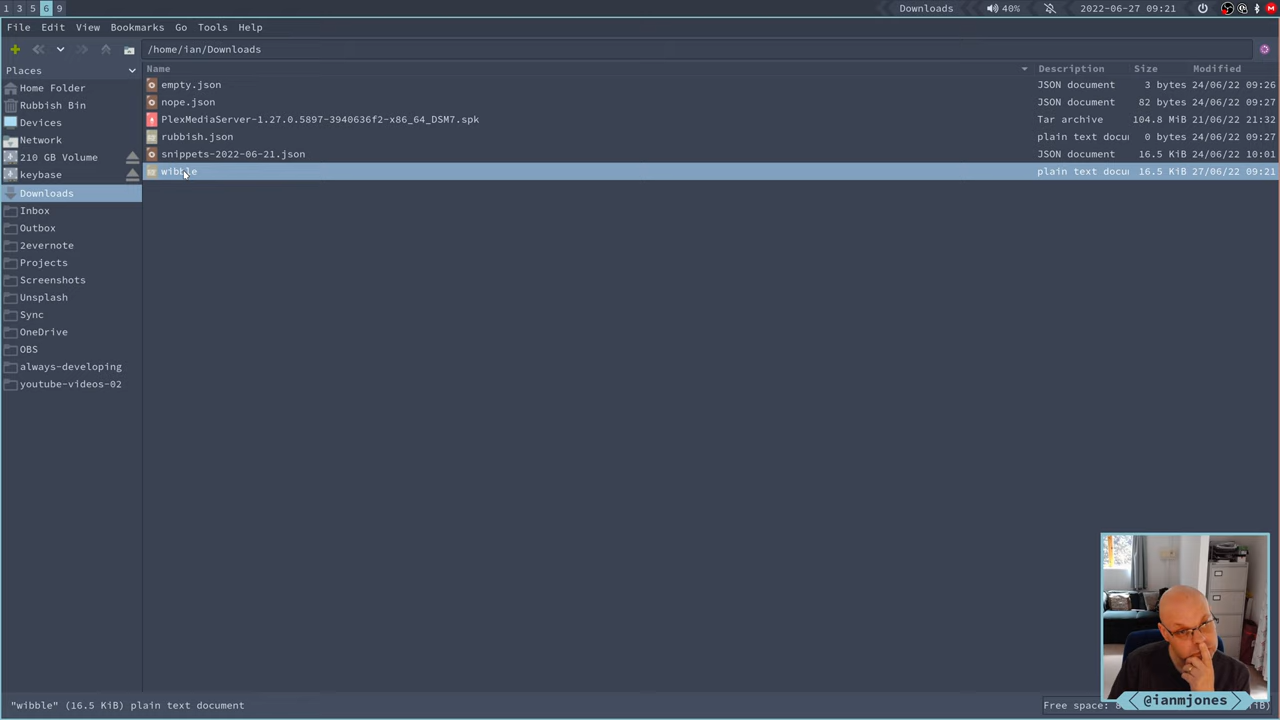 1 3 5 6 9
Downloads 40% 2022-06-27 09:21
File Edit View Bookmarks Go Tools Help
/home/ian/Downloads
Places
Name Description Size Modified
Home Folder
Rubbish Bin
Devices
Network
210 GB Volume
keybase
Downloads
Inbox
Outbox
2evernote
Projects
Screenshots
Unsplash
Sync
OneDrive
OBS
always-developing
youtube-videos-02
empty.json JSON document 3 bytes 24/06/22 09:26
nope.json JSON document 82 bytes 24/06/22 09:27
PlexMediaServer-1.27.0.5897-3940636f2-x86_64_DSM7.spk Tar archive 104.8 MiB 21/06/22 21:32
rubbish.json plain text docu 0 bytes 24/06/22 09:27
snippets-2022-06-21.json JSON document 16.5 KiB 24/06/22 10:01
wibble plain text docu 16.5 KiB 27/06/22 09:21
@ianmjones
"wibble" (16.5 KiB) plain text document
Free space: